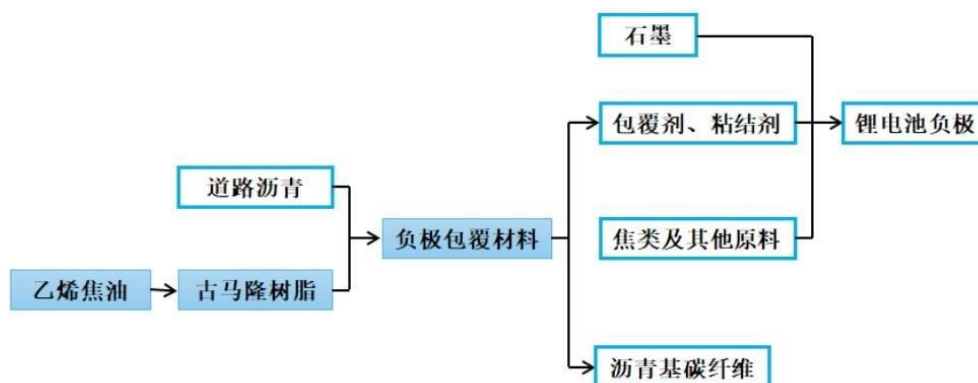 石墨
包覆剂、粘结剂
锂电池负极
道路沥青
负极包覆材料
焦类及其他原料
乙烯焦油
古马隆树脂
沥青基碳纤维